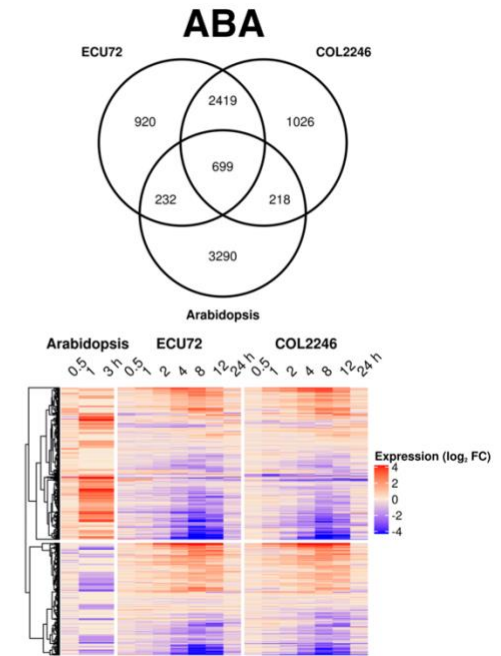 ABA
ECU72 COL2246
2419
920 1026
699
232 218
3290
Arabidopsis
Arabidopsis ECU72 COL2246
0.5 1 3 h 0.5 1 2 4 8 12 24 h 0.5 1 2 4 8 12 24 h
Expression (log₂ FC)
4
2
0
-2
-4